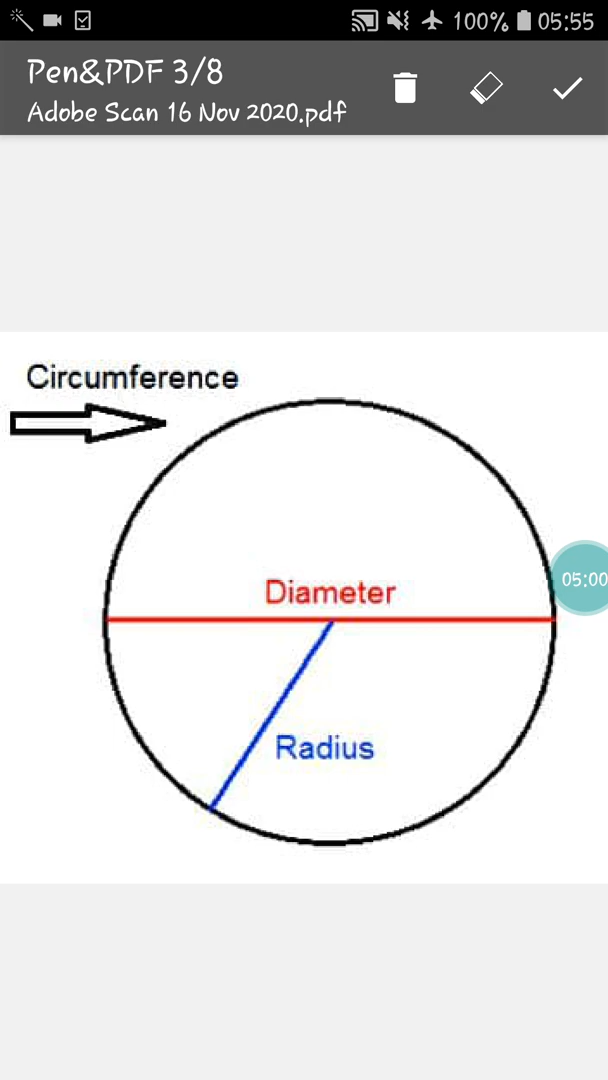 100% 05:55
Pen&PDF 3/8
Adobe Scan 16 Nov 2020.pdf
Circumference
Diameter
05:00
Radius